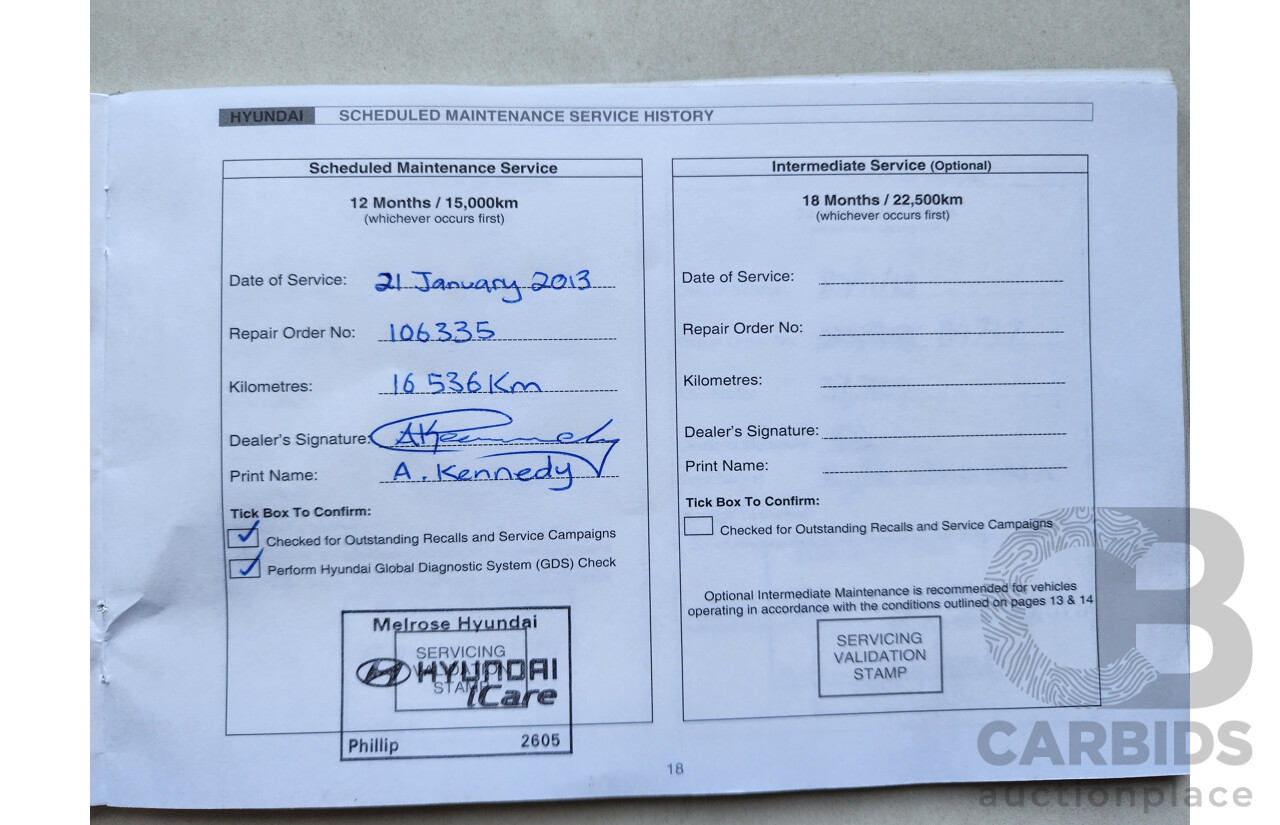 HYUNDAI SCHEDULED MAINTENANCE SERVICE HISTORY
Scheduled Maintenance Service
12 Months / 15,000km
(whichever occurs first)
Date of Service: 21 January 2013
Repair Order No: 106335
Kilometres: 16 536 Km
Dealer's Signature: AKennedy
Print Name: A. Kennedy
Tick Box To Confirm:
Checked for Outstanding Recalls and Service Campaigns
Perform Hyundai Global Diagnostic System (GDS) Check
Melrose Hyundai
SERVICING
VALIDATION
STAMP
HYUNDAI
iCare
Phillip 2605
Intermediate Service (Optional)
18 Months / 22,500km
(whichever occurs first)
Date of Service:
Repair Order No:
Kilometres:
Dealer's Signature:
Print Name:
Tick Box To Confirm:
Checked for Outstanding Recalls and Service Campaigns
Optional Intermediate Maintenance is recommended for vehicles
operating in accordance with the conditions outlined on pages 13 & 14
SERVICING
VALIDATION
STAMP
18
CB
CARBIDS
auctionplace